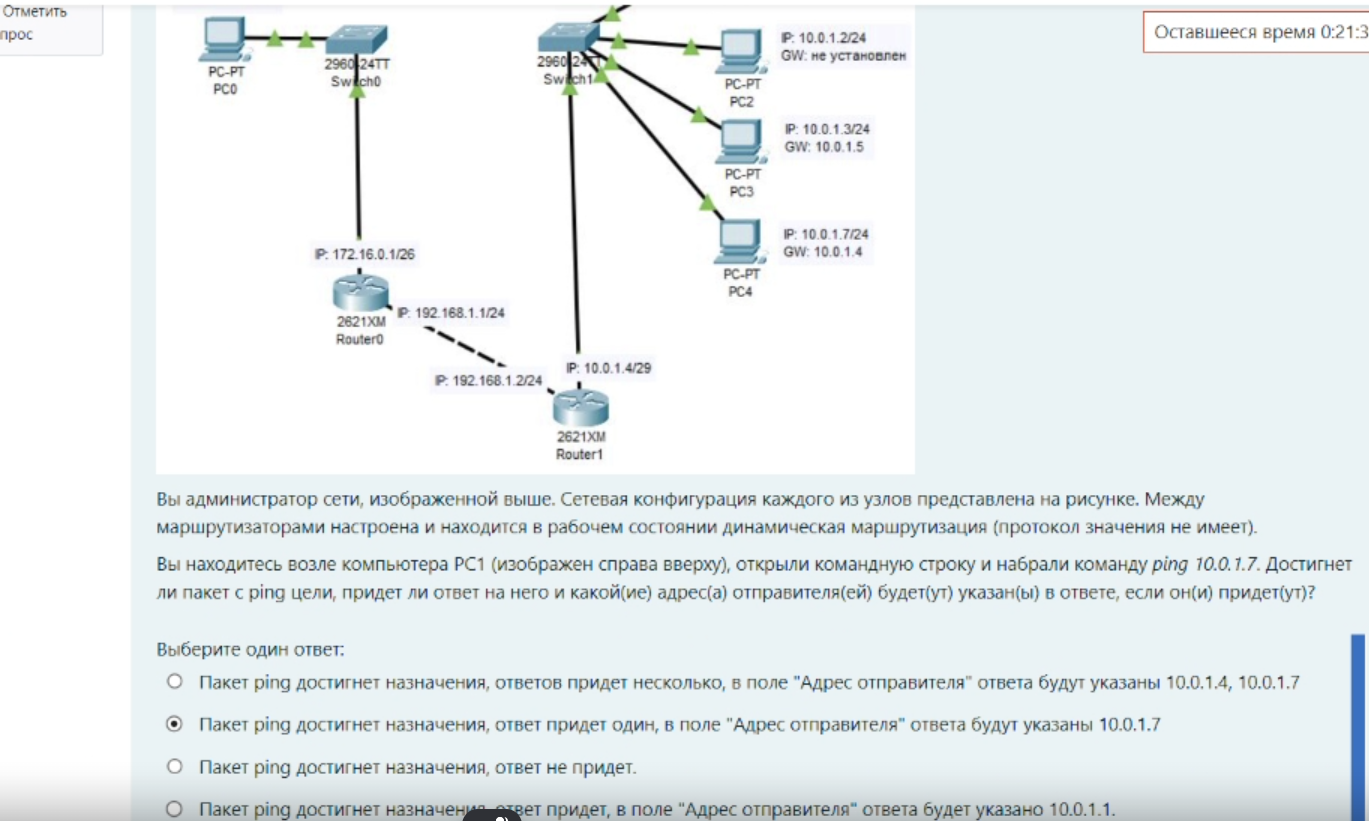 Отметить
прос
Оставшееся время 0:21:3
PC-PT
PC0
2960-24TT
Switch0
2960-24TT
Switch1
IP: 10.0.1.2/24
GW: не установлен
PC-PT
PC2
IP: 10.0.1.3/24
GW: 10.0.1.5
PC-PT
PC3
IP: 10.0.1.7/24
GW: 10.0.1.4
PC-PT
PC4
IP: 172.16.0.1/26
2621XM
Router0
IP: 192.168.1.1/24
IP: 192.168.1.2/24
IP: 10.0.1.4/29
2621XM
Router1
Вы администратор сети, изображенной выше. Сетевая конфигурация каждого из узлов представлена на рисунке. Между
маршрутизаторами настроена и находится в рабочем состоянии динамическая маршрутизация (протокол значения не имеет).
Вы находитесь возле компьютера PC1 (изображен справа вверху), открыли командную строку и набрали команду ping 10.0.1.7. Достигнет
ли пакет с ping цели, придет ли ответ на него и какой(ие) адрес(а) отправителя(ей) будет(ут) указан(ы) в ответе, если он(и) придет(ут)?
Выберите один ответ:
Пакет ping достигнет назначения, ответов придет несколько, в поле "Адрес отправителя" ответа будут указаны 10.0.1.4, 10.0.1.7
Пакет ping достигнет назначения, ответ придет один, в поле "Адрес отправителя" ответа будут указаны 10.0.1.7
Пакет ping достигнет назначения, ответ не придет.
Пакет ping достигнет назначения, ответ придет, в поле "Адрес отправителя" ответа будет указано 10.0.1.1.